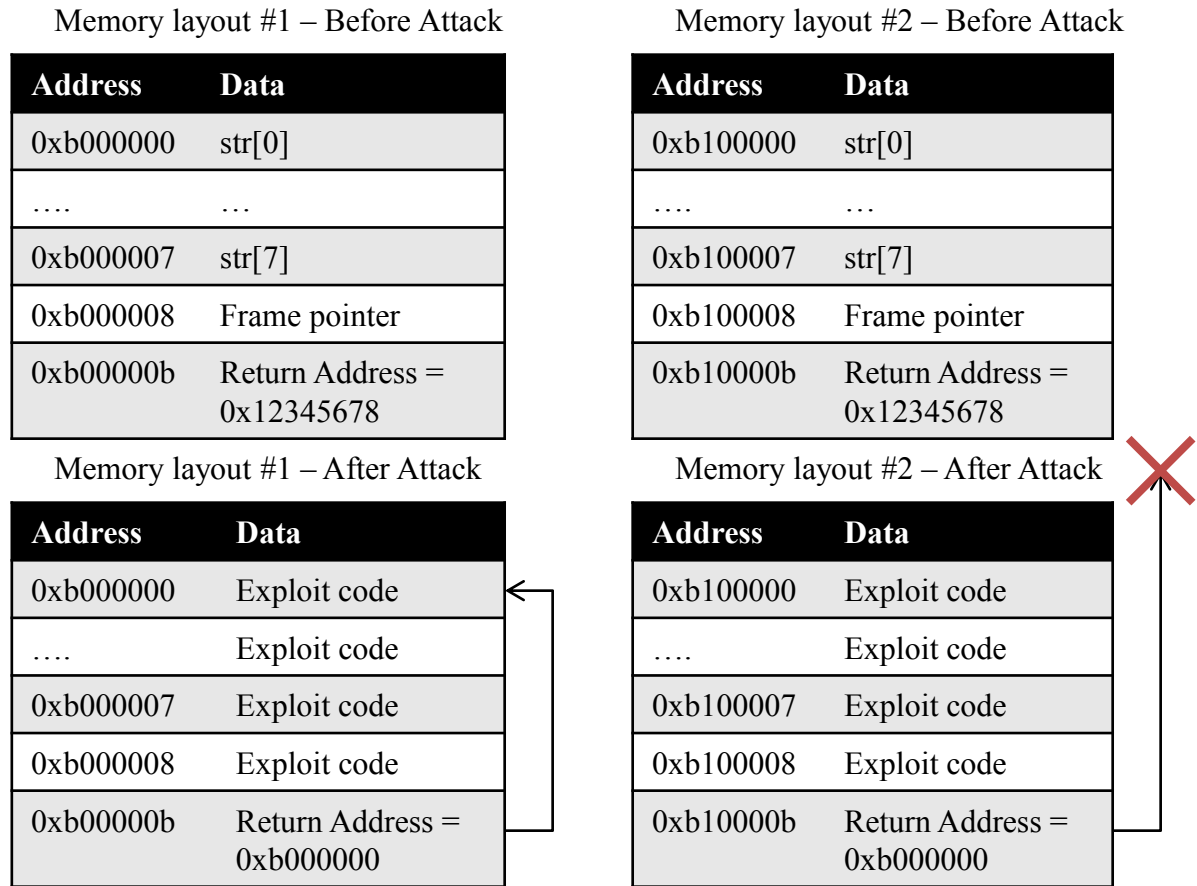 Memory layout #1 – Before Attack
Address Data
0xb000000 str[0]
…. …
0xb000007 str[7]
0xb000008 Frame pointer
0xb00000b Return Address =
0x12345678
Memory layout #2 – Before Attack
Address Data
0xb100000 str[0]
…. …
0xb100007 str[7]
0xb100008 Frame pointer
0xb10000b Return Address =
0x12345678
Memory layout #1 – After Attack
Address Data
0xb000000 Exploit code
…. Exploit code
0xb000007 Exploit code
0xb000008 Exploit code
0xb00000b Return Address =
0xb000000
Memory layout #2 – After Attack
Address Data
0xb100000 Exploit code
…. Exploit code
0xb100007 Exploit code
0xb100008 Exploit code
0xb10000b Return Address =
0xb000000